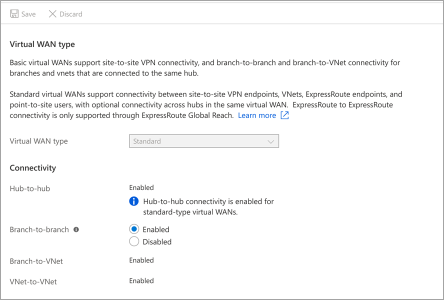 Save Discard
Virtual WAN type
Basic virtual WANs support site-to-site VPN connectivity, and branch-to-branch and branch-to-VNet connectivity for
branches and vnets that are connected to the same hub.
Standard virtual WANs support connectivity between site-to-site VPN endpoints, VNets, ExpressRoute endpoints, and
point-to-site users, with optional connectivity across hubs in the same virtual WAN. ExpressRoute to ExpressRoute
connectivity is only supported through ExpressRoute Global Reach. Learn more
Virtual WAN type Standard
Connectivity
Hub-to-hub Enabled
Hub-to-hub connectivity is enabled for
standard-type virtual WANs.
Branch-to-branch Enabled
Disabled
Branch-to-VNet Enabled
VNet-to-VNet Enabled